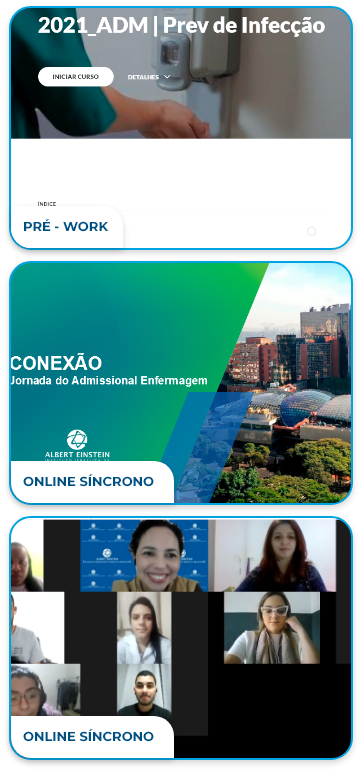 2021_ADM | Prev de Infecção
INICIAR CURSO
DETALHES
ÍNDICE
PRÉ - WORK
CONEXÃO
Jornada do Admissional Enfermagem
ALBERT EINSTEIN
ONLINE SÍNCRONO
ONLINE SÍNCRONO